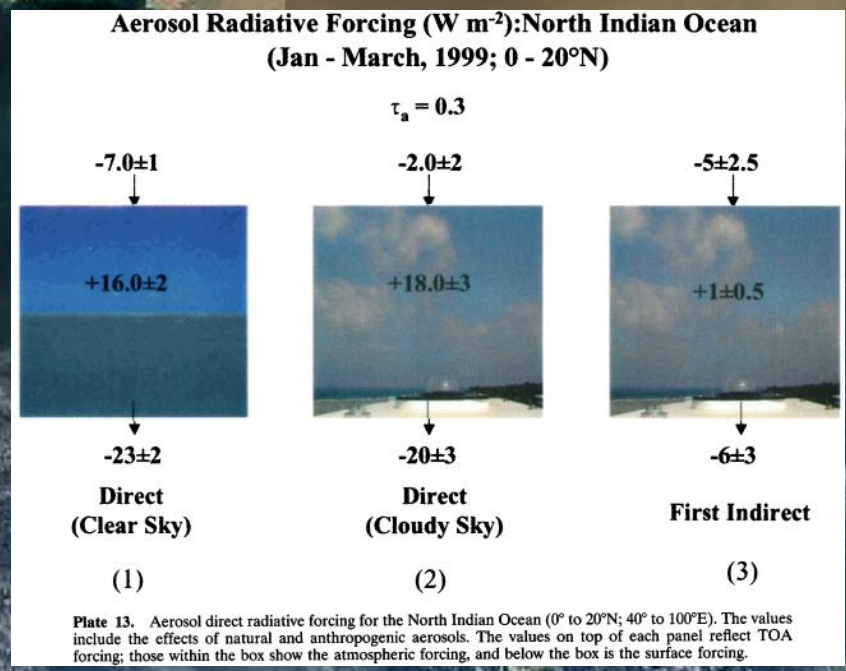 Aerosol Radiative Forcing (W m⁻²):North Indian Ocean
(Jan - March, 1999; 0 - 20°N)
τₐ = 0.3
-7.0±1
-2.0±2
-5±2.5
+16.0±2
+18.0±3
+1±0.5
-23±2
-20±3
-6±3
Direct
(Clear Sky)
Direct
(Cloudy Sky)
First Indirect
(1)
(2)
(3)
Plate 13. Aerosol direct radiative forcing for the North Indian Ocean (0° to 20°N; 40° to 100°E). The values
include the effects of natural and anthropogenic aerosols. The values on top of each panel reflect TOA
forcing; those within the box show the atmospheric forcing, and below the box is the surface forcing.